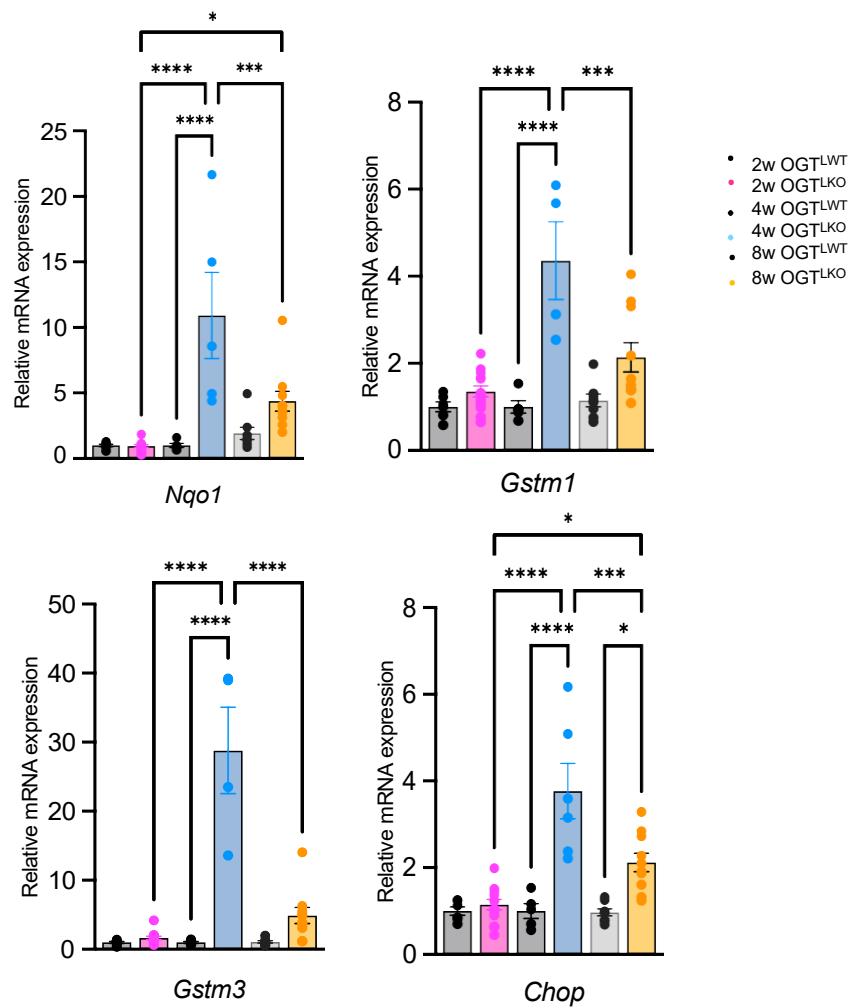 *
****
***
****
Relative mRNA expression
25
20
15
10
5
0
Nqo1
****
***
****
Relative mRNA expression
8
6
4
2
0
Gstm1
2w OGTLWT
2w OGTLKO
4w OGTLWT
4w OGTLKO
8w OGTLWT
8w OGTLKO
****
****
****
Relative mRNA expression
50
40
30
20
10
0
Gstm3
*
****
***
****
*
Relative mRNA expression
8
6
4
2
0
Chop